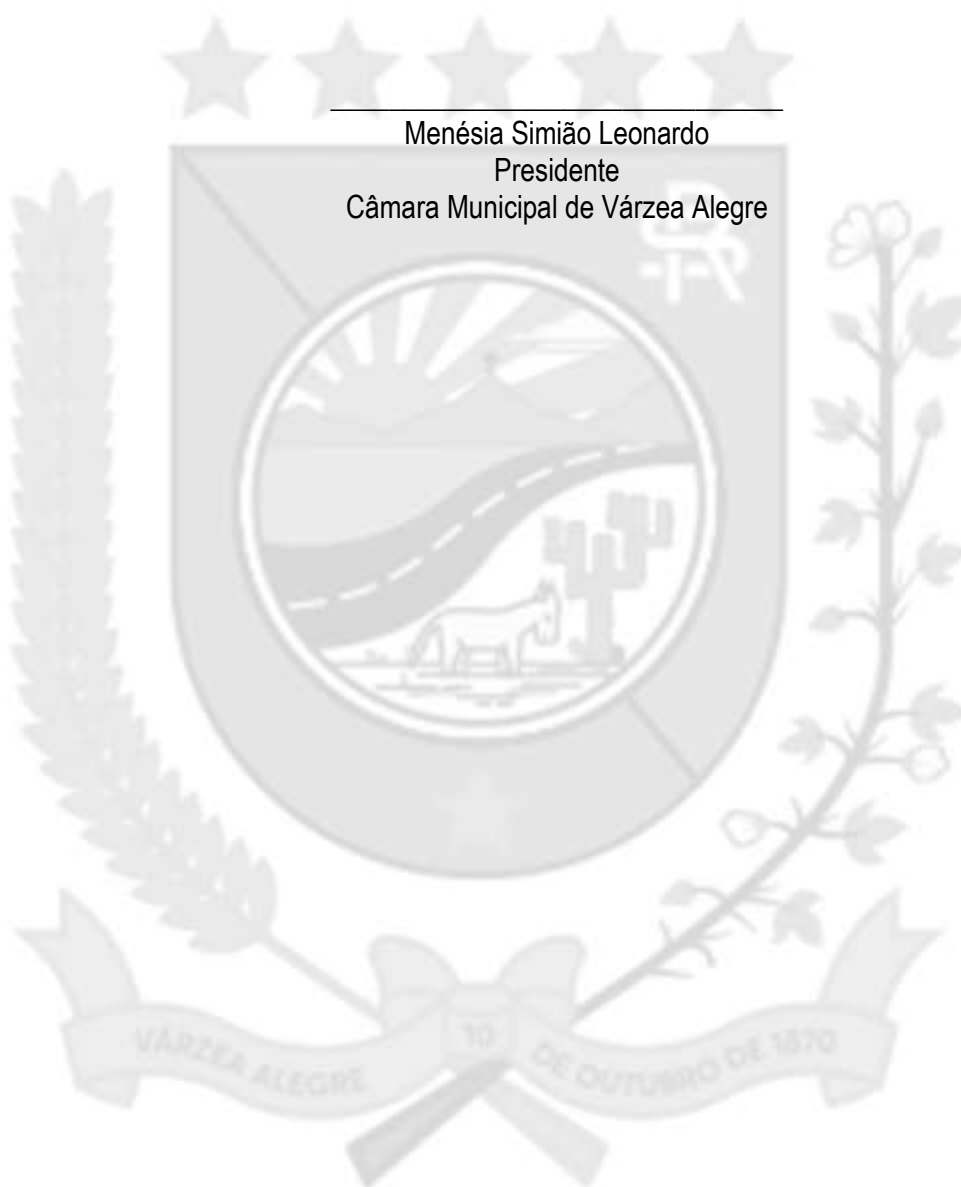 Menésia Simião Leonardo
Presidente
Câmara Municipal de Várzea Alegre
VÁRZEA ALEGRE 10 DE OUTUBRO DE 1870